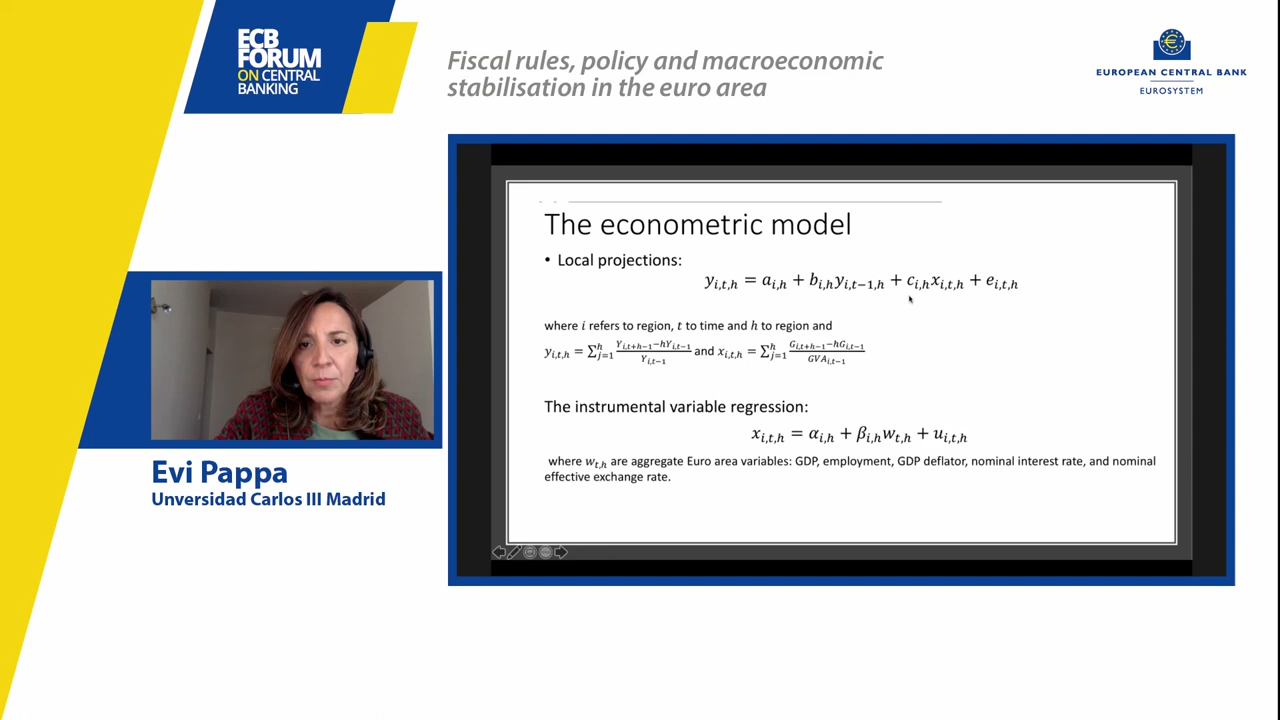 ECB
FORUM
ON CENTRAL
BANKING
Fiscal rules, policy and macroeconomic
stabilisation in the euro area
EUROPEAN CENTRAL BANK
EUROSYSTEM
The econometric model
• Local projections:
y_{i,t,h} = a_{i,h} + b_{i,h}y_{i,t−1,h} + c_{i,h}x_{i,t,h} + e_{i,t,h}
where i refers to region, t to time and h to region and
y_{i,t,h} = ∑_{j=1}^{h} (Y_{i,t+h−1}−hY_{i,t−1})/Y_{i,t−1} and x_{i,t,h} = ∑_{j=1}^{h} (G_{i,t+h−1}−hG_{i,t−1})/GVA_{i,t−1}
The instrumental variable regression:
x_{i,t,h} = α_{i,h} + β_{i,h}w_{t,h} + u_{i,t,h}
where w_{t,h} are aggregate Euro area variables: GDP, employment, GDP deflator, nominal interest rate, and nominal
effective exchange rate.
Evi Pappa
Unversidad Carlos III Madrid